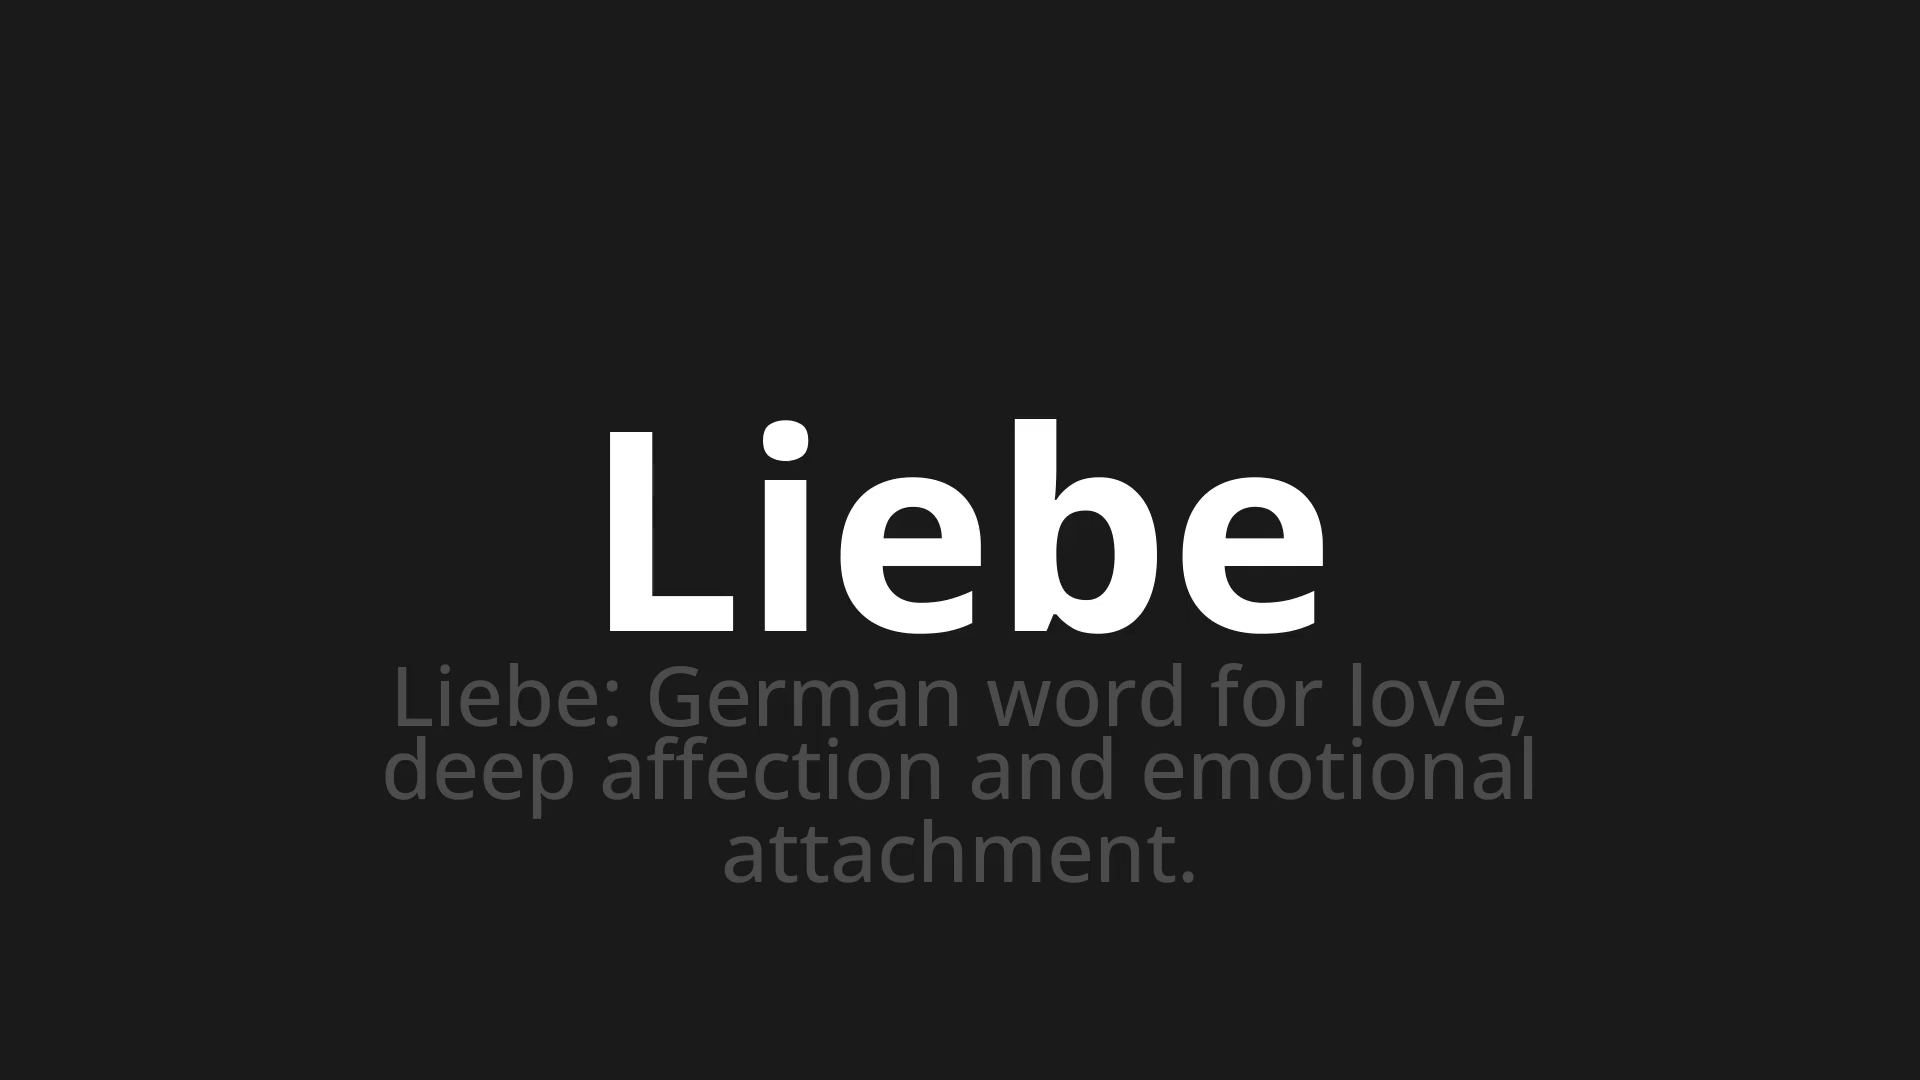 Liebe
Liebe: German word for love,
deep affection and emotional
attachment.